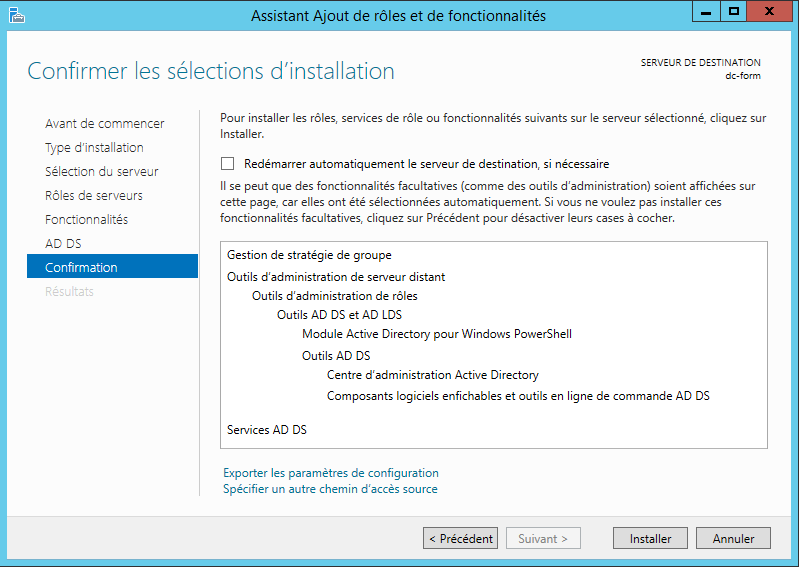 Assistant Ajout de rôles et de fonctionnalités
Confirmer les sélections d'installation
SERVEUR DE DESTINATION
dc-form
Avant de commencer
Type d'installation
Sélection du serveur
Rôles de serveurs
Fonctionnalités
AD DS
Confirmation
Résultats
Pour installer les rôles, services de rôle ou fonctionnalités suivants sur le serveur sélectionné, cliquez sur
Installer.
Redémarrer automatiquement le serveur de destination, si nécessaire
Il se peut que des fonctionnalités facultatives (comme des outils d'administration) soient affichées sur
cette page, car elles ont été sélectionnées automatiquement. Si vous ne voulez pas installer ces
fonctionnalités facultatives, cliquez sur Précédent pour désactiver leurs cases à cocher.
Gestion de stratégie de groupe
Outils d'administration de serveur distant
Outils d'administration de rôles
Outils AD DS et AD LDS
Module Active Directory pour Windows PowerShell
Outils AD DS
Centre d'administration Active Directory
Composants logiciels enfichables et outils en ligne de commande AD DS
Services AD DS
Exporter les paramètres de configuration
Spécifier un autre chemin d'accès source
< Précédent
Suivant >
Installer
Annuler